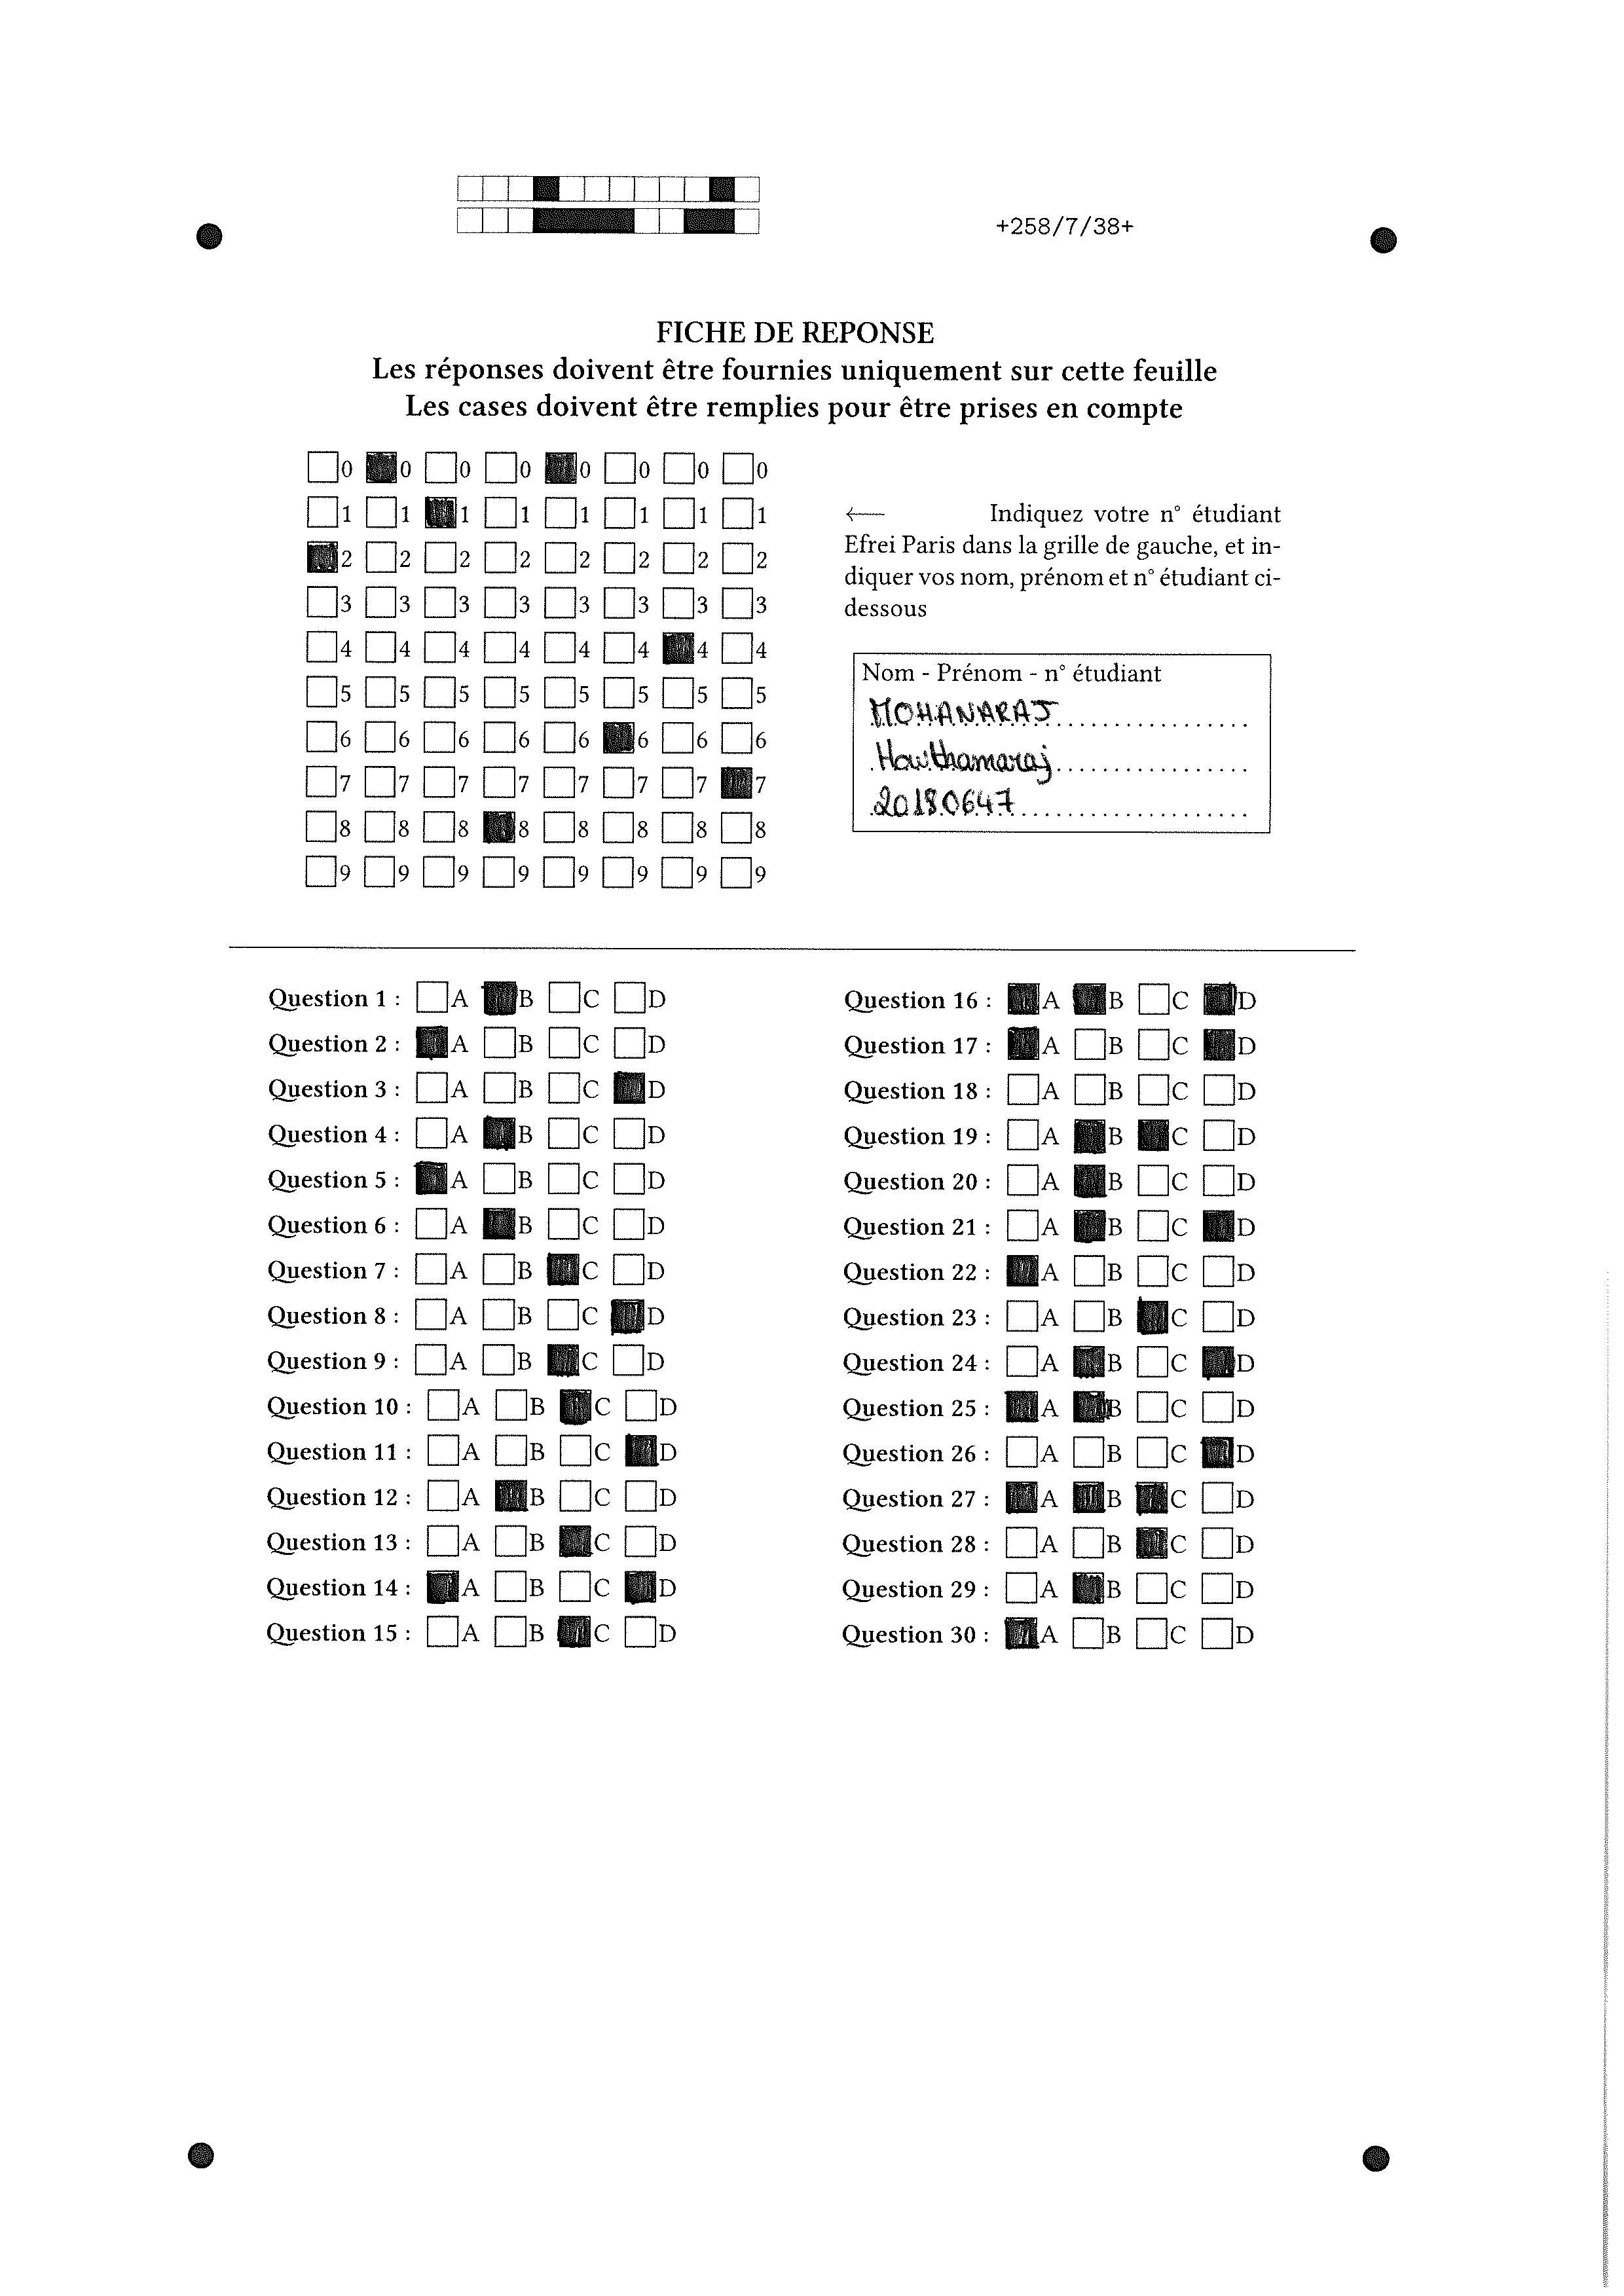 +258/7/38+
FICHE DE REPONSE
Les réponses doivent être fournies uniquement sur cette feuille
Les cases doivent être remplies pour être prises en compte
0 0 0 0 0 0 0 0
1 1 1 1 1 1 1 1
2 2 2 2 2 2 2 2
3 3 3 3 3 3 3 3
4 4 4 4 4 4 4 4
5 5 5 5 5 5 5 5
6 6 6 6 6 6 6 6
7 7 7 7 7 7 7 7
8 8 8 8 8 8 8 8
9 9 9 9 9 9 9 9
← Indiquez votre n° étudiant
Efrei Paris dans la grille de gauche, et in-
diquer vos nom, prénom et n° étudiant ci-
dessous
Nom - Prénom - n° étudiant
MOHANARAJ
20180647
Question 1 : A B C D
Question 2 : A B C D
Question 3 : A B C D
Question 4 : A B C D
Question 5 : A B C D
Question 6 : A B C D
Question 7 : A B C D
Question 8 : A B C D
Question 9 : A B C D
Question 10 : A B C D
Question 11 : A B C D
Question 12 : A B C D
Question 13 : A B C D
Question 14 : A B C D
Question 15 : A B C D
Question 16 : A B C D
Question 17 : A B C D
Question 18 : A B C D
Question 19 : A B C D
Question 20 : A B C D
Question 21 : A B C D
Question 22 : A B C D
Question 23 : A B C D
Question 24 : A B C D
Question 25 : A B C D
Question 26 : A B C D
Question 27 : A B C D
Question 28 : A B C D
Question 29 : A B C D
Question 30 : A B C D